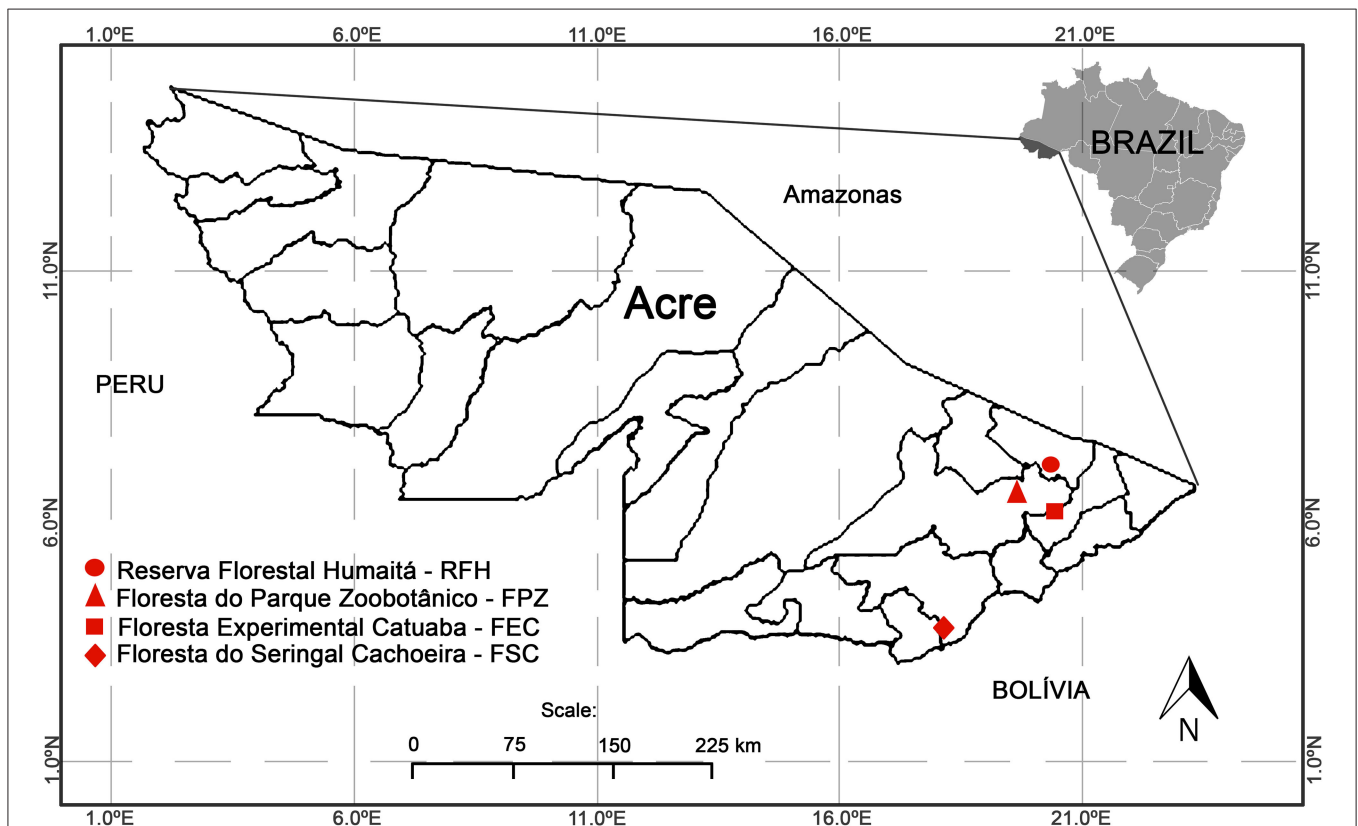 1.0ºE 6.0ºE 11.0ºE 16.0ºE 21.0ºE
BRAZIL
Amazonas
11.0ºN 11.0ºN
Acre
PERU
6.0ºN 6.0ºN
Reserva Florestal Humaitá - RFH
Floresta do Parque Zoobotânico - FPZ
Floresta Experimental Catuaba - FEC
Floresta do Seringal Cachoeira - FSC
BOLÍVIA
Scale:
N
0 75 150 225 km
1.0ºN 1.0ºN
1.0ºE 6.0ºE 11.0ºE 16.0ºE 21.0ºE